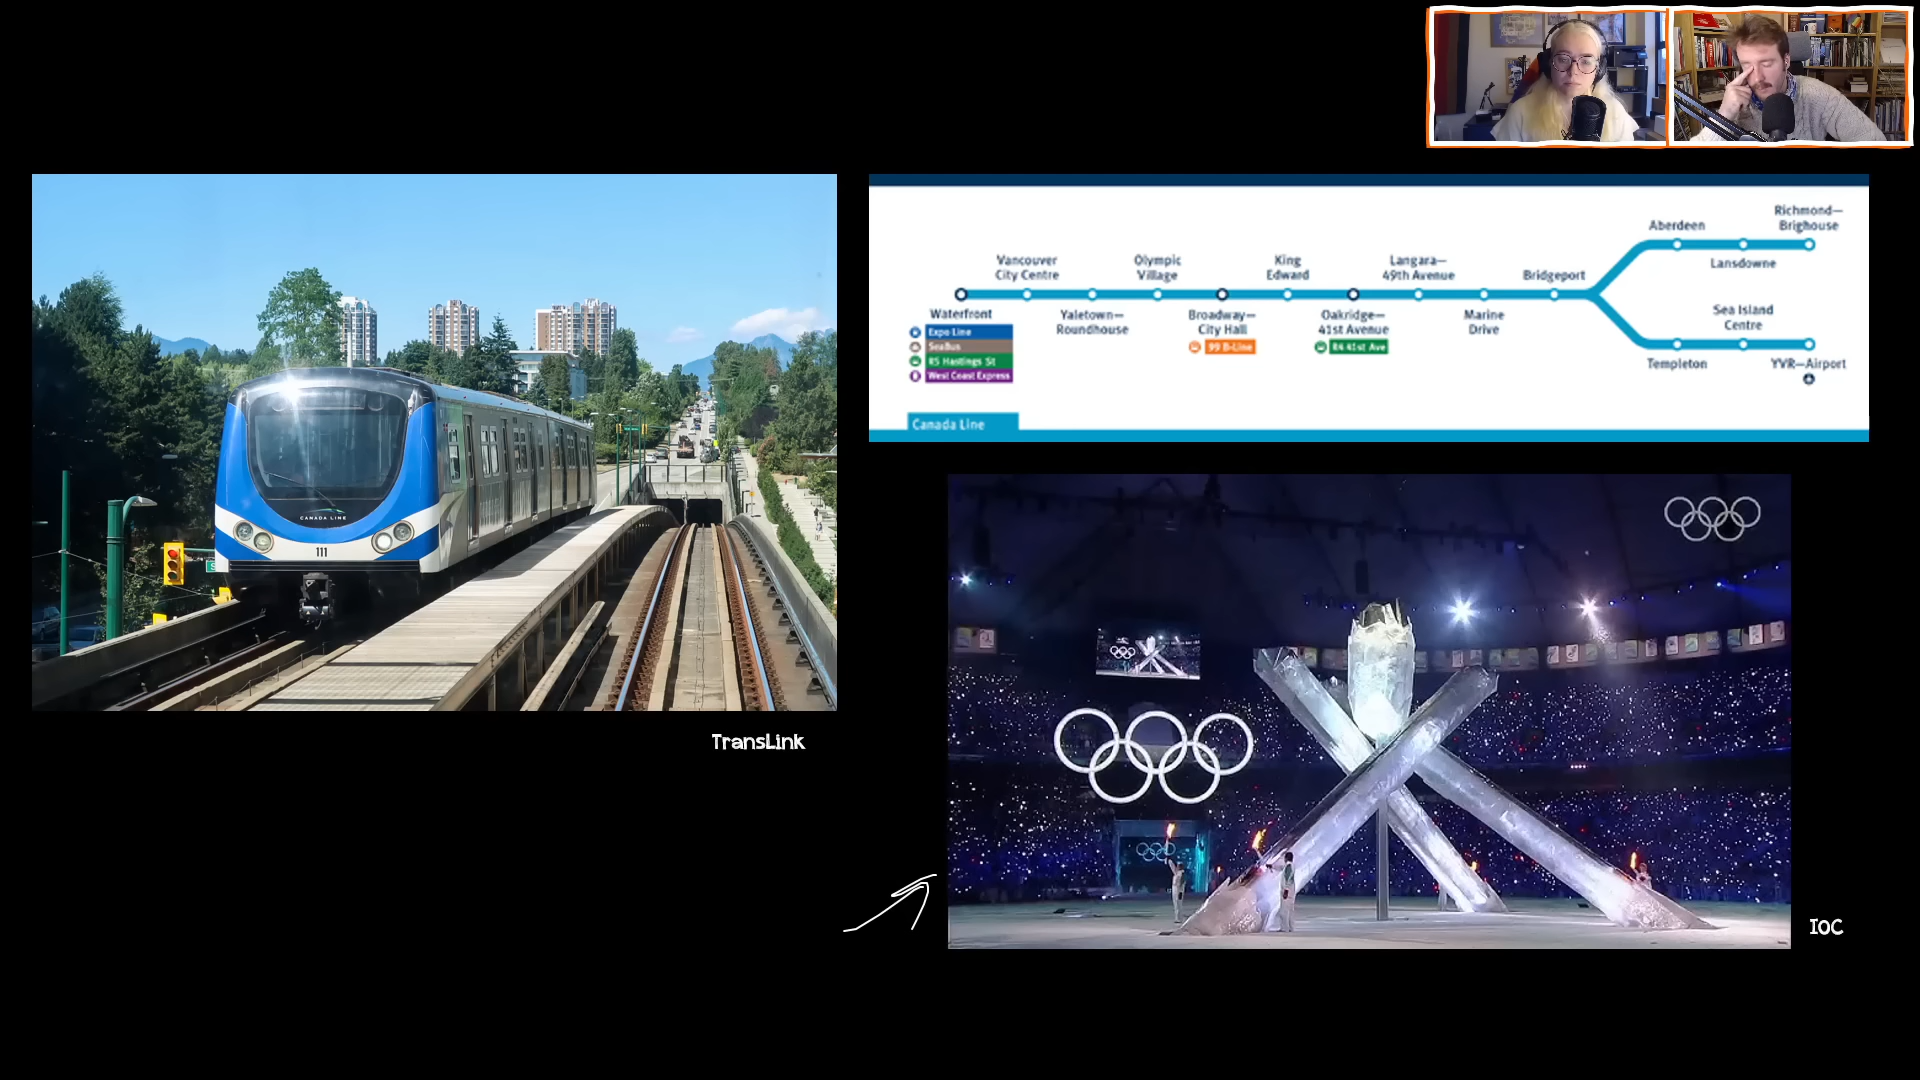 Richmond—
Brighouse
Aberdeen
Lansdowne
Vancouver
City Centre
Olympic
Village
King
Edward
Langara—
49th Avenue
Bridgeport
Waterfront
Expo Line
SeaBus
R5 Hastings St
West Coast Express
Yaletown—
Roundhouse
Broadway—
City Hall
99 B-Line
Oakridge—
41st Avenue
R4 41st Ave
Marine
Drive
Sea Island
Centre
Templeton
YVR—Airport
Canada Line
CANADA LINE
111
TransLink
IOC